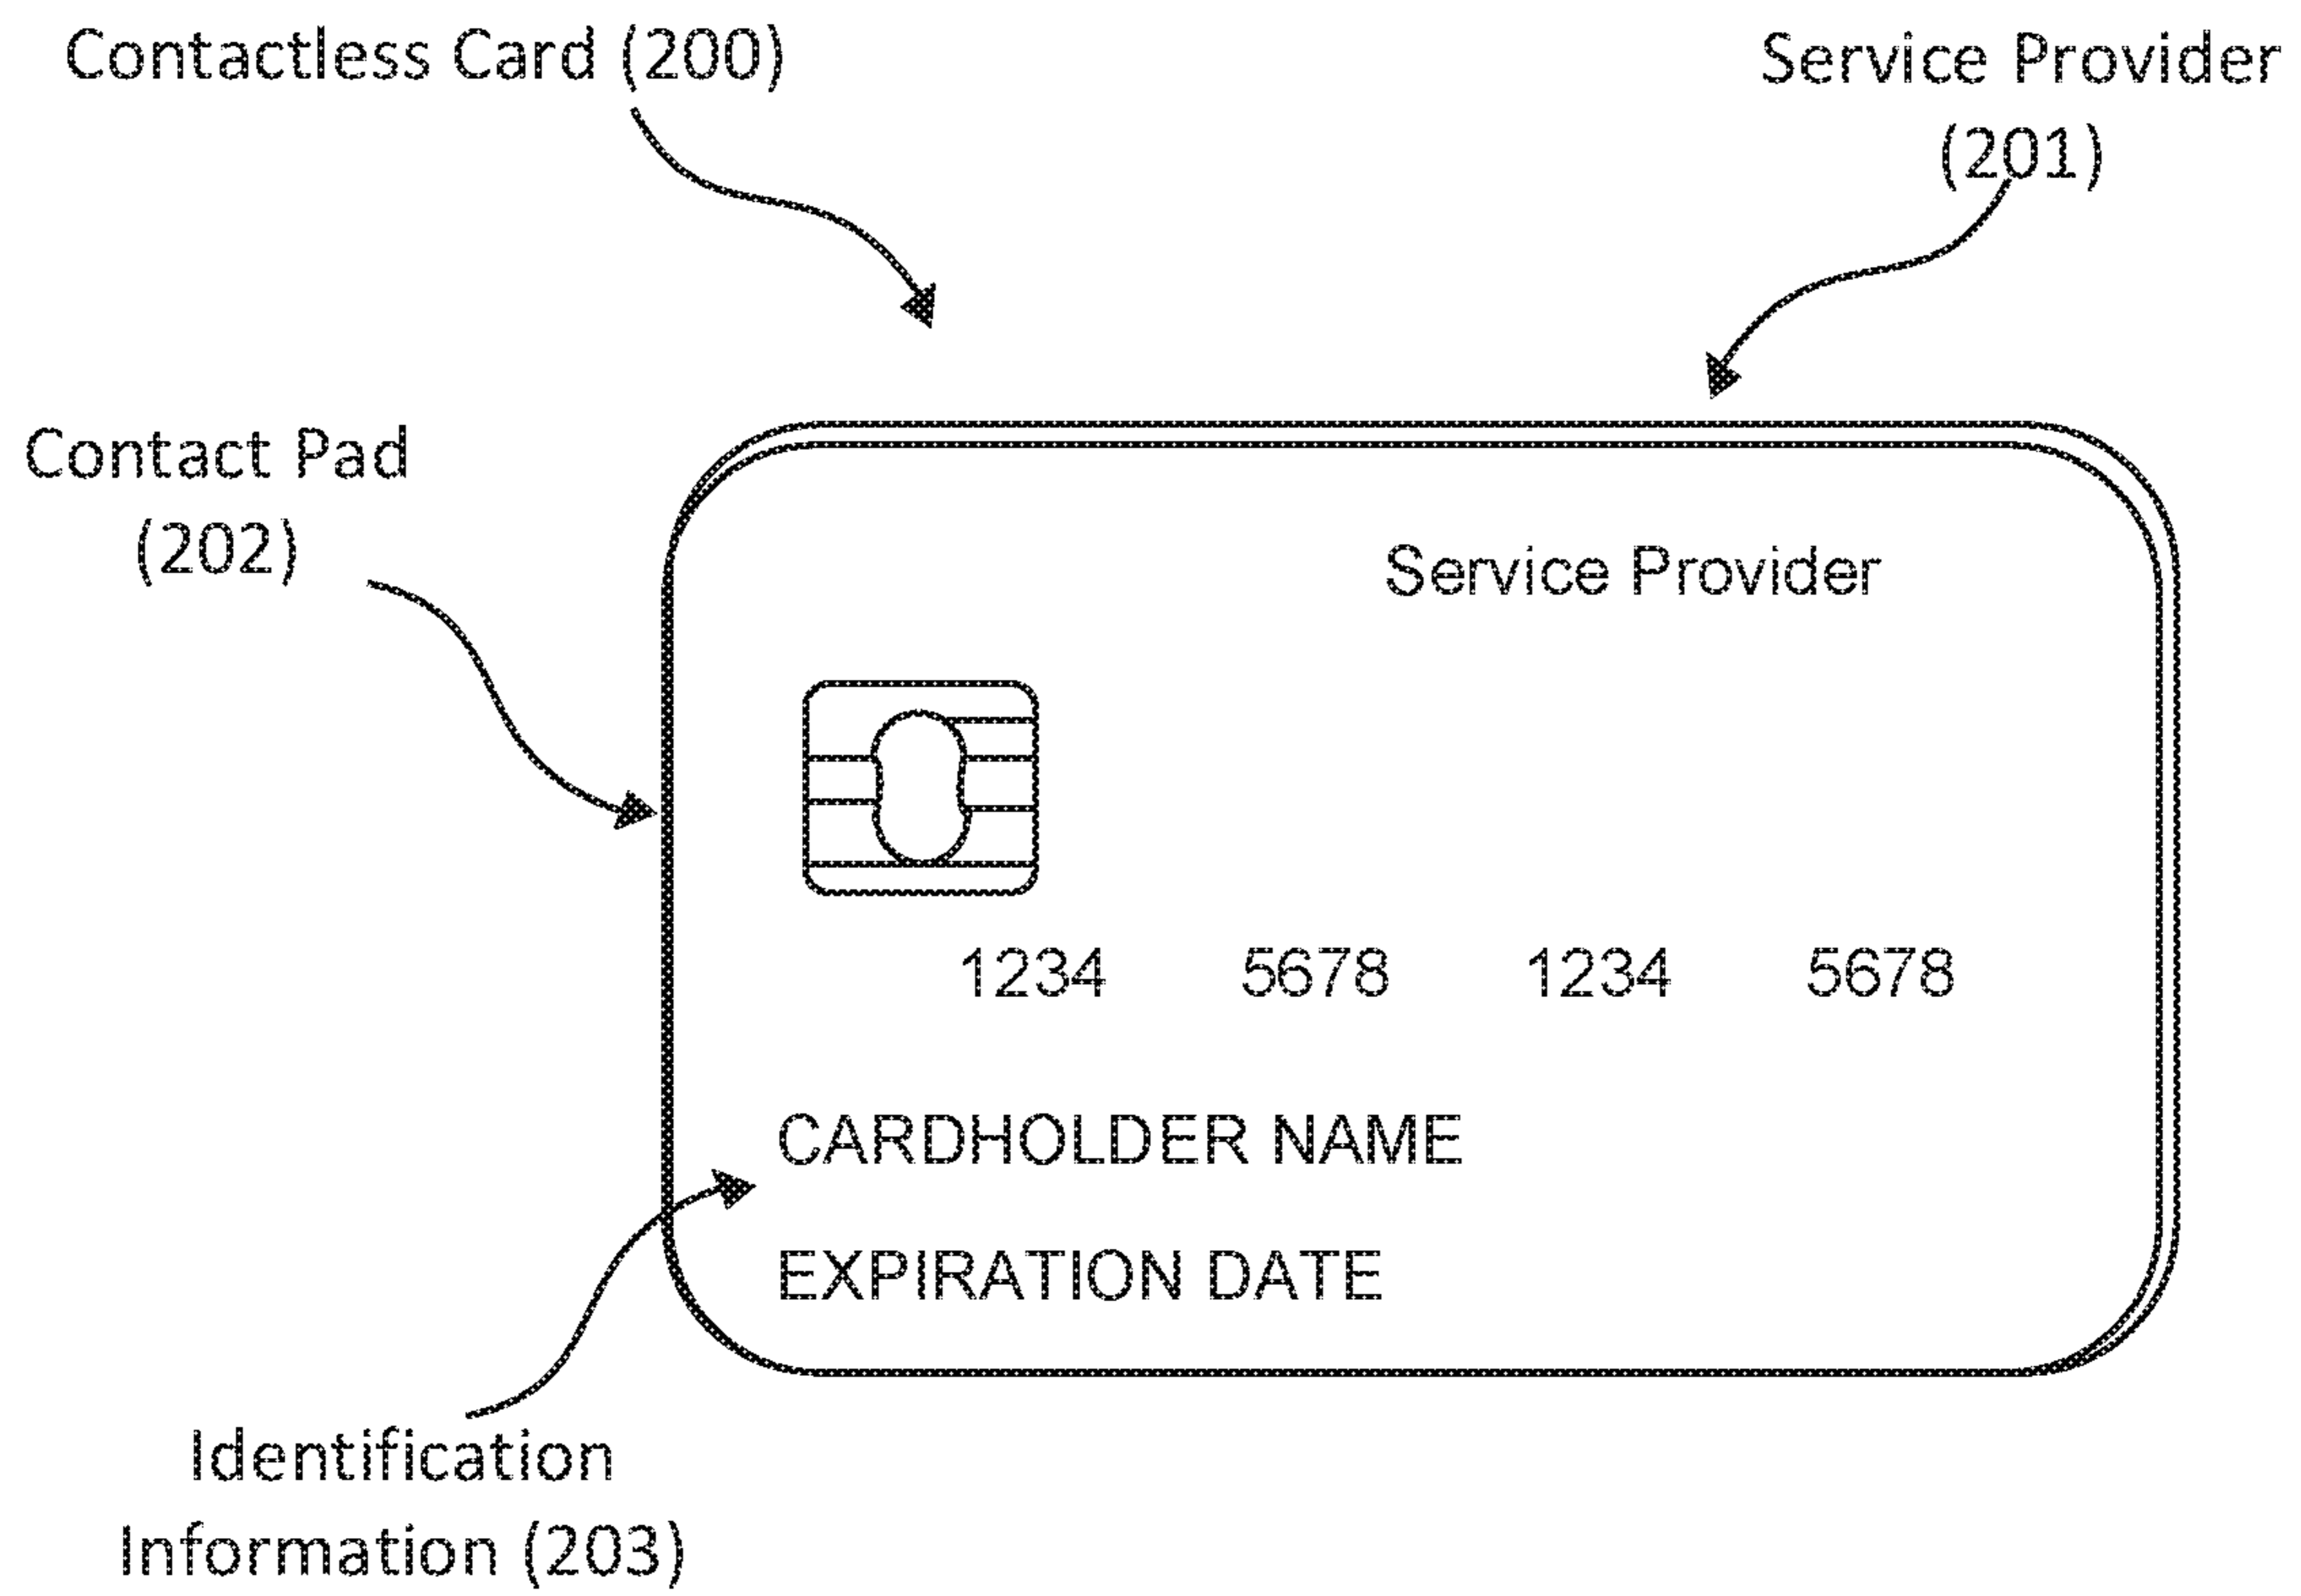 Contactless Card (200)
Service Provider
(201)
Contact Pad
(202)
Service Provider
1234 5678 1234 5678
CARDHOLDER NAME
EXPIRATION DATE
Identification
Information (203)